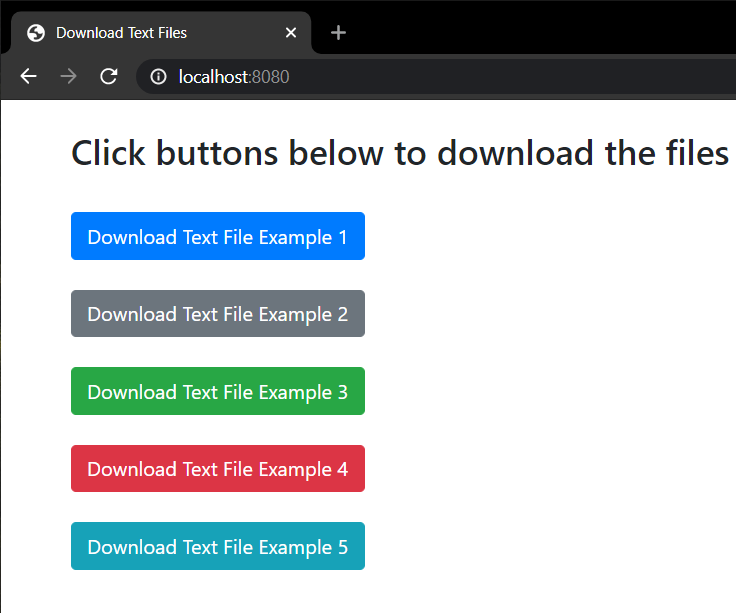 Download Text Files
localhost:8080
Click buttons below to download the files
Download Text File Example 1
Download Text File Example 2
Download Text File Example 3
Download Text File Example 4
Download Text File Example 5